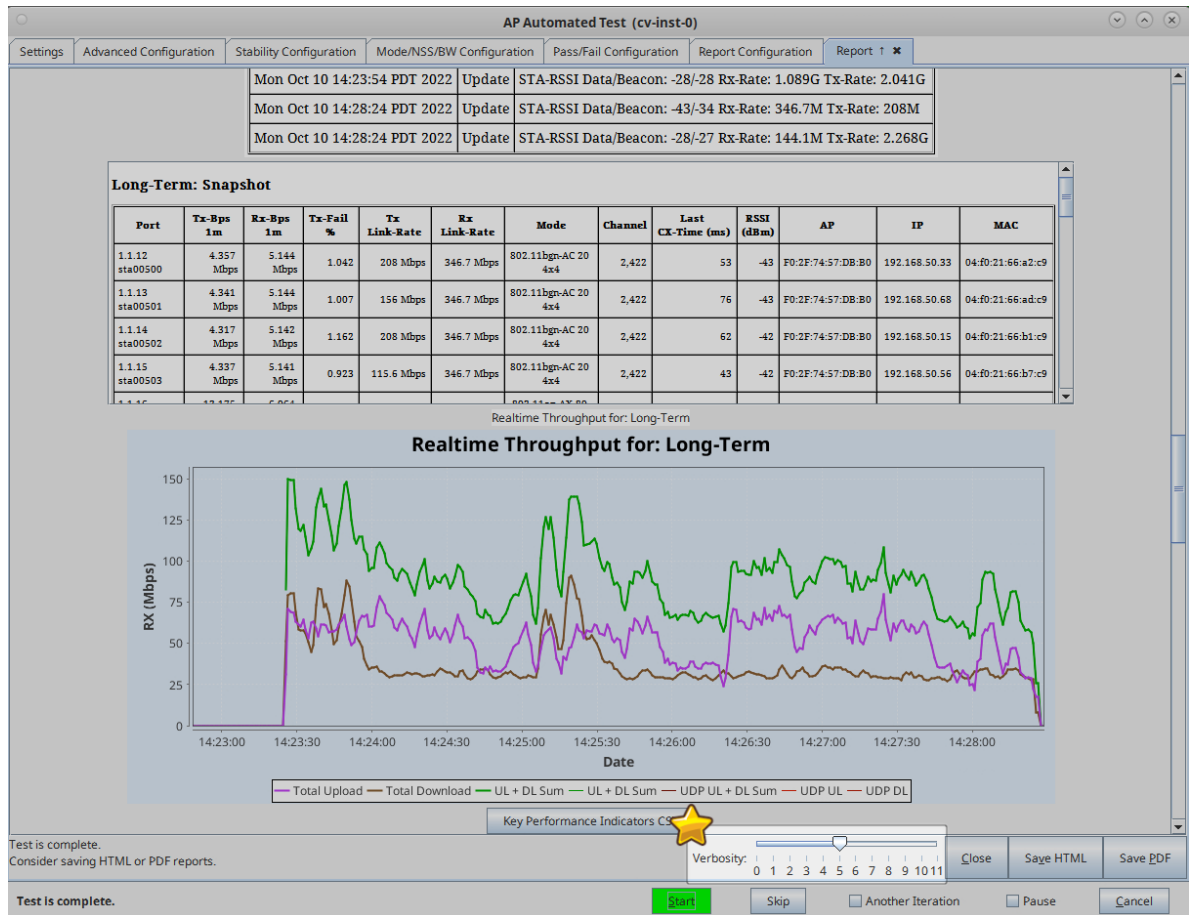 AP Automated Test (cv-inst-0)
Settings Advanced Configuration Stability Configuration Mode/NSS/BW Configuration Pass/Fail Configuration Report Configuration Report ↑ ✖
Mon Oct 10 14:23:54 PDT 2022 Update STA-RSSI Data/Beacon: -28/-28 Rx-Rate: 1.089G Tx-Rate: 2.041G
Mon Oct 10 14:28:24 PDT 2022 Update STA-RSSI Data/Beacon: -43/-34 Rx-Rate: 346.7M Tx-Rate: 208M
Mon Oct 10 14:28:24 PDT 2022 Update STA-RSSI Data/Beacon: -28/-27 Rx-Rate: 144.1M Tx-Rate: 2.268G
Long-Term: Snapshot
Port Tx-Bps 1m Rx-Bps 1m Tx-Fail % Tx Link-Rate Rx Link-Rate Mode Channel Last CX-Time (ms) RSSI (dBm) AP IP MAC
1.1.12 sta00500 4.357 Mbps 5.144 Mbps 1.042 208 Mbps 346.7 Mbps 802.11bgn-AC 20 4x4 2,422 53 -43 F0:2F:74:57:DB:B0 192.168.50.33 04:f0:21:66:a2:c9
1.1.13 sta00501 4.341 Mbps 5.144 Mbps 1.007 156 Mbps 346.7 Mbps 802.11bgn-AC 20 4x4 2,422 76 -43 F0:2F:74:57:DB:B0 192.168.50.68 04:f0:21:66:ad:c9
1.1.14 sta00502 4.317 Mbps 5.142 Mbps 1.162 208 Mbps 346.7 Mbps 802.11bgn-AC 20 4x4 2,422 62 -42 F0:2F:74:57:DB:B0 192.168.50.15 04:f0:21:66:b1:c9
1.1.15 sta00503 4.337 Mbps 5.141 Mbps 0.923 115.6 Mbps 346.7 Mbps 802.11bgn-AC 20 4x4 2,422 43 -42 F0:2F:74:57:DB:B0 192.168.50.56 04:f0:21:66:b7:c9
Realtime Throughput for: Long-Term
Realtime Throughput for: Long-Term
RX (Mbps)
150
125
100
75
50
25
0
14:23:00 14:23:30 14:24:00 14:24:30 14:25:00 14:25:30 14:26:00 14:26:30 14:27:00 14:27:30 14:28:00
Date
Total Upload Total Download UL + DL Sum UL + DL Sum UDP UL + DL Sum UDP UL UDP DL
Key Performance Indicators
Test is complete.
Consider saving HTML or PDF reports.
Verbosity:
0 1 2 3 4 5 6 7 8 9 10 11
Close Save HTML Save PDF
Test is complete. Start Skip Another Iteration Pause Cancel